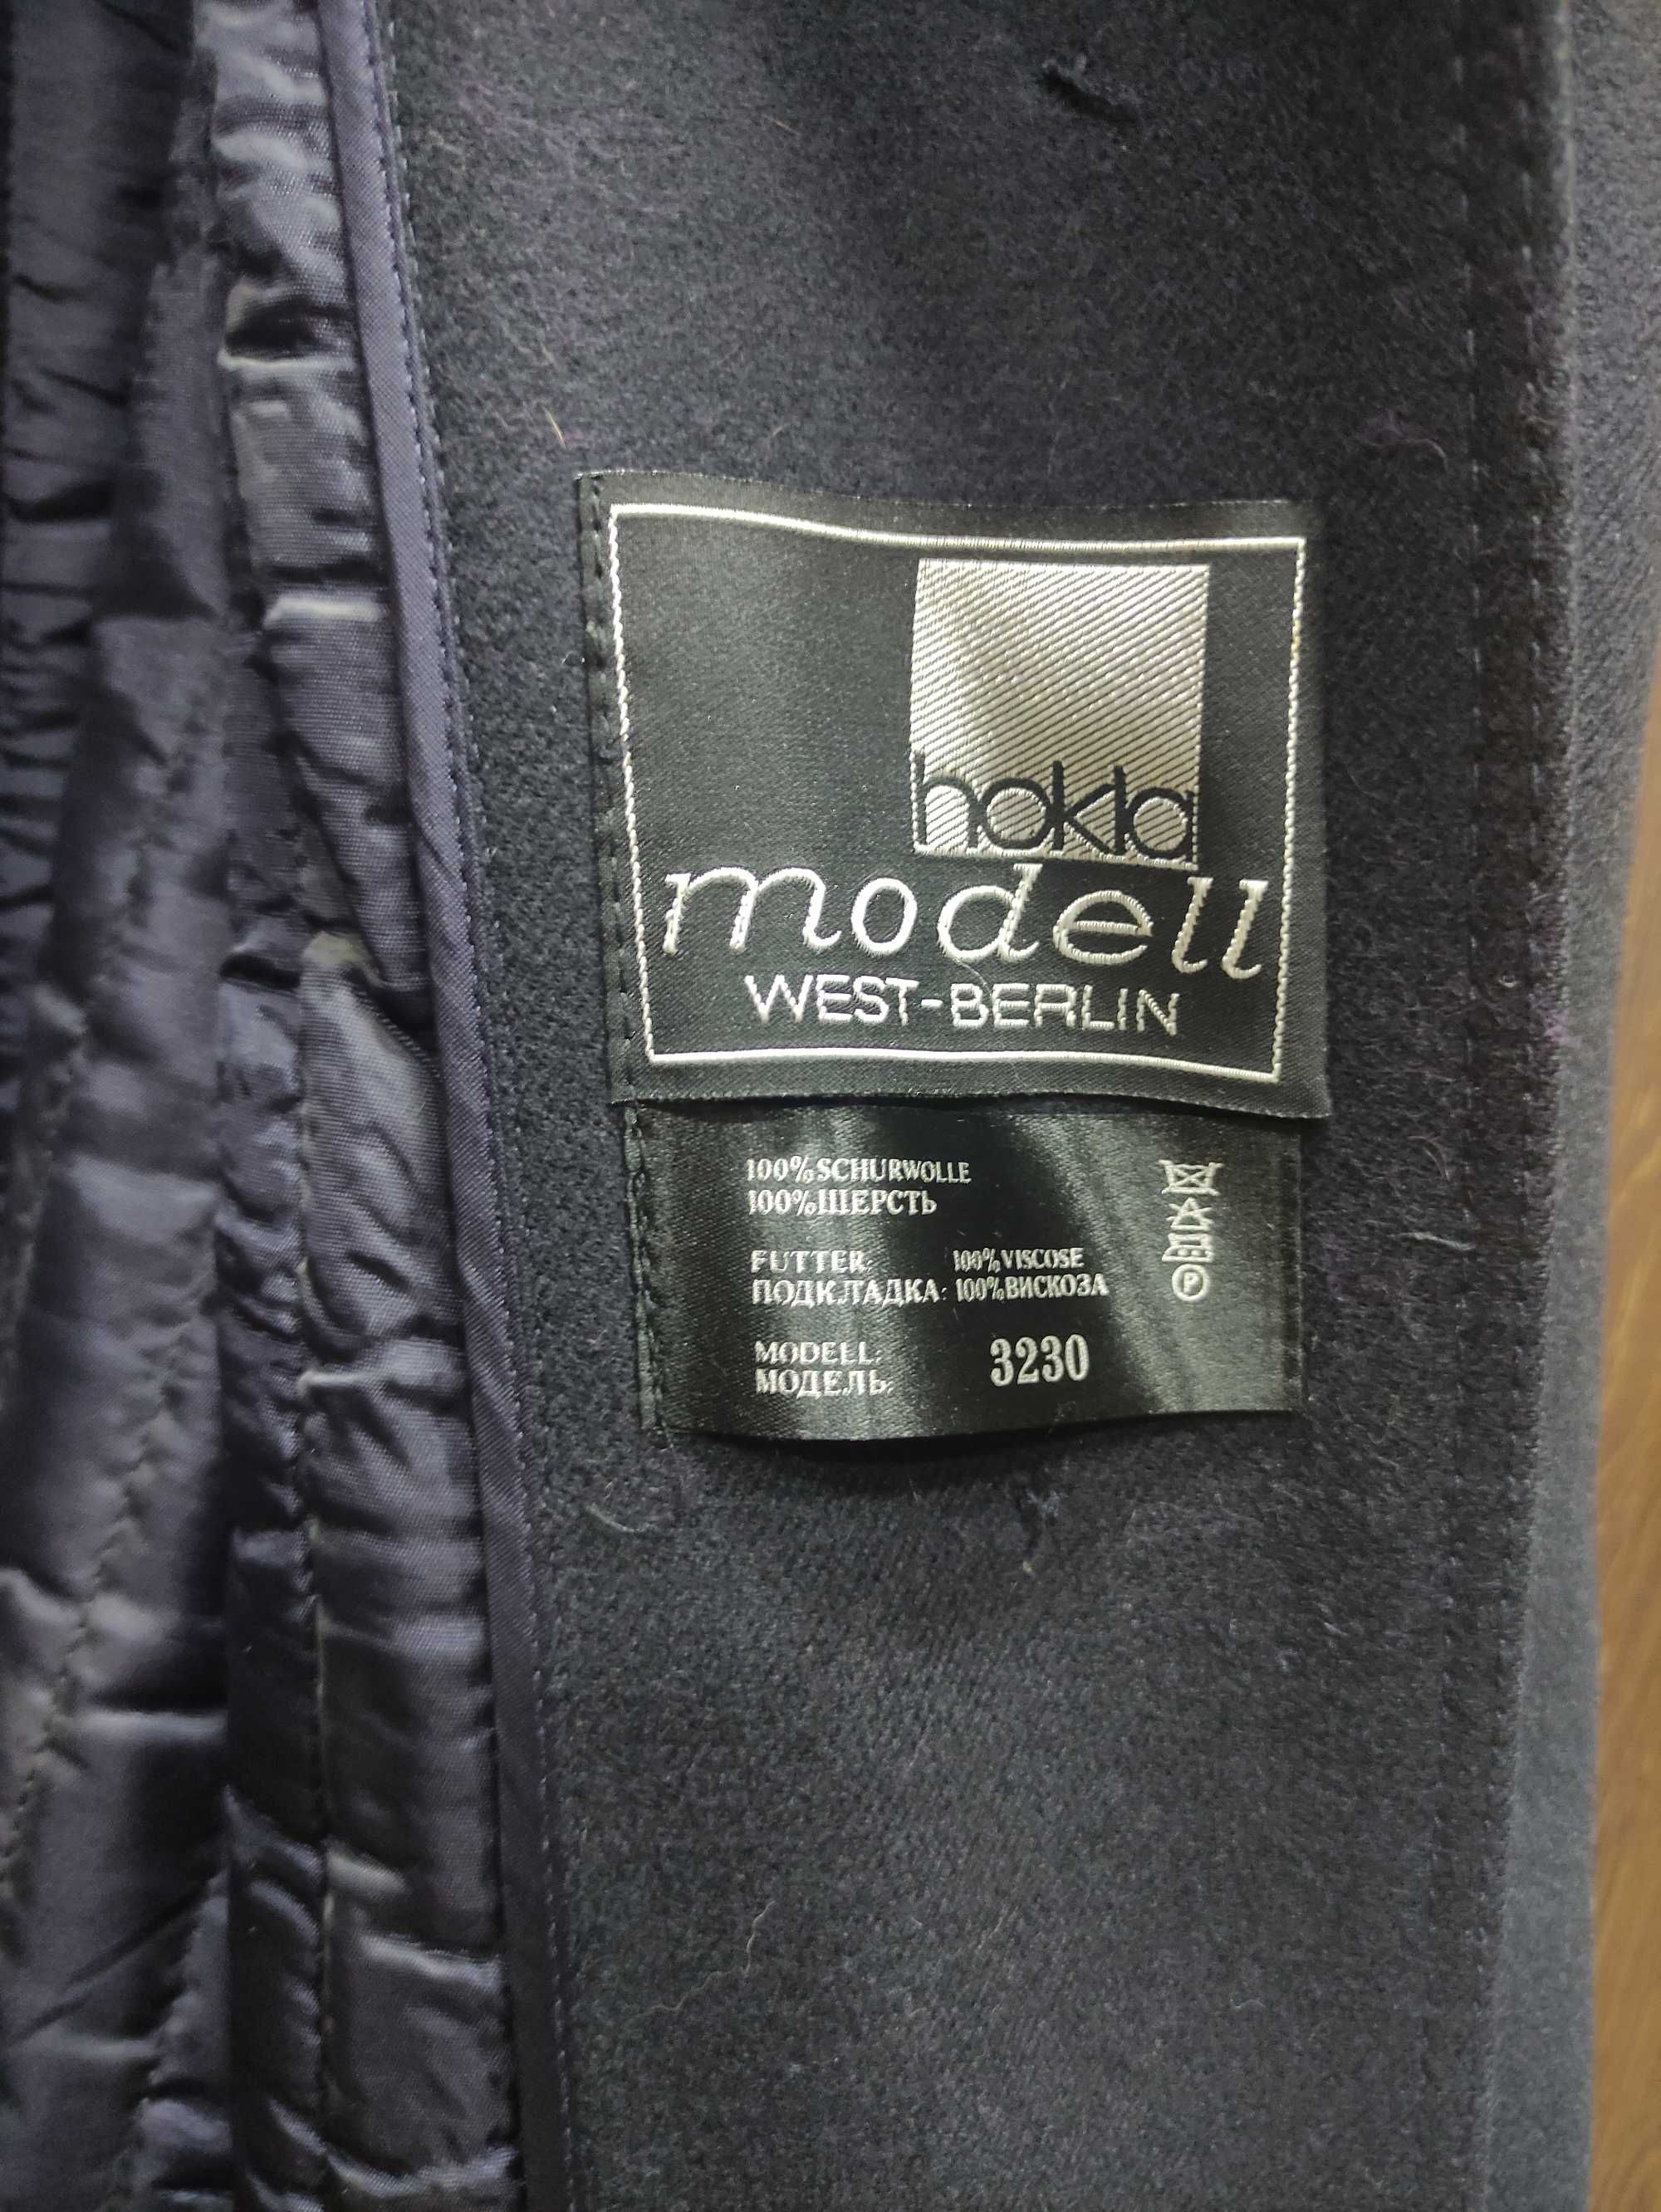 hokla
modell
WEST-BERLIN
100% SCHURWOLLE
100% ШЕРСТЬ
FUTTER: 100% VISCOSE
ПОДКЛАДКА: 100% ВИСКОЗА
MODELL: 3230
МОДЕЛЬ:
P